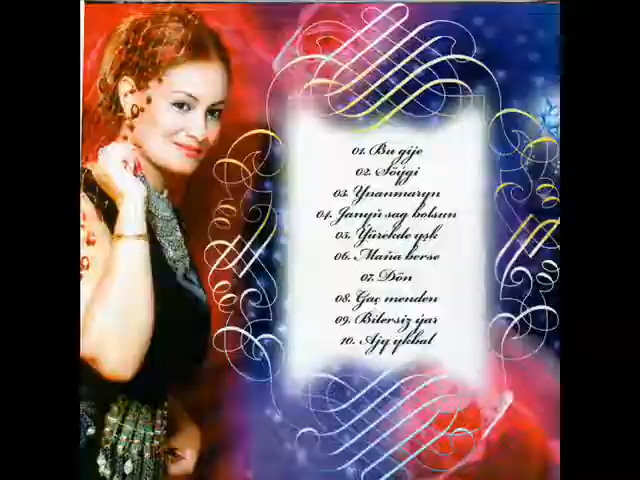 01. Bu gije
02. Söýgi
03. Ynanmaryn
04. Janyň sag bolsun
05. Ýürekde yşk
06. Maňa berse
07. Dön
08. Gaç menden
09. Bilersiz ýar
10. Ajy ykbal